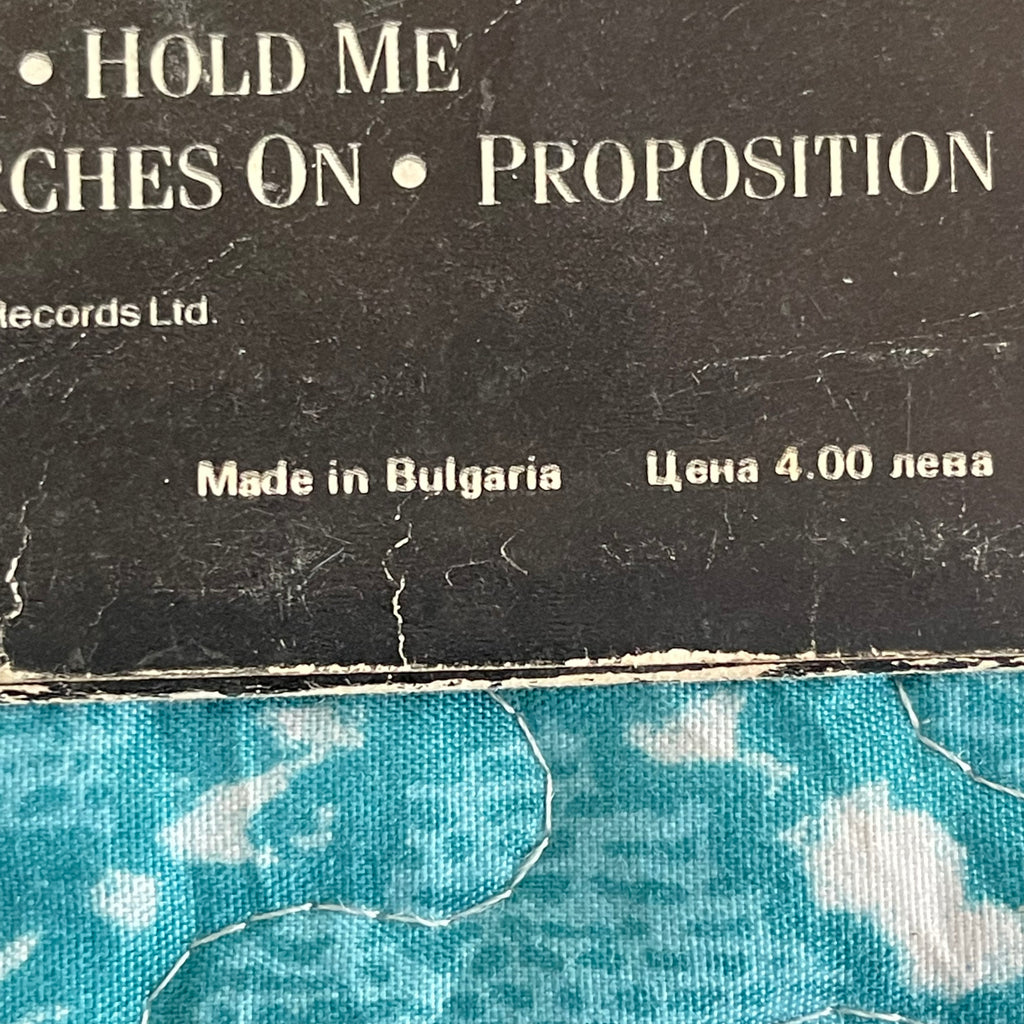 • HOLD ME
RCHES ON • PROPOSITION
Records Ltd.
Made in Bulgaria Цена 4.00 лева